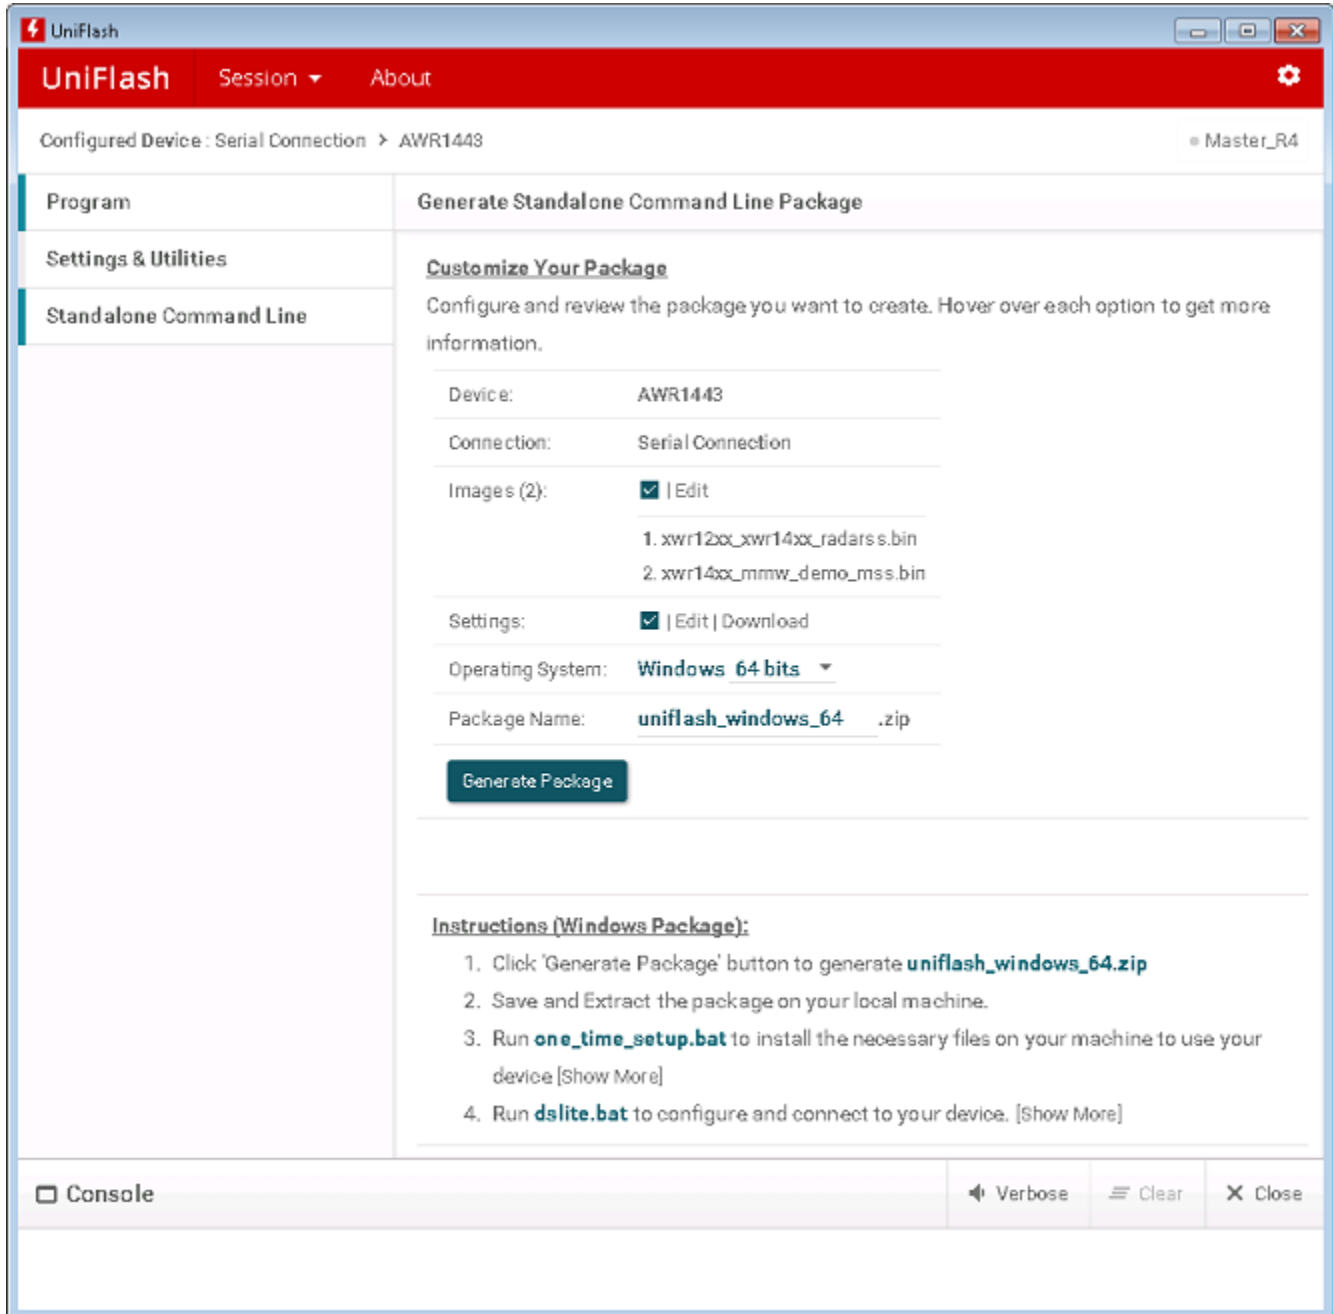 UniFlash
UniFlash Session About
Configured Device : Serial Connection > AWR1443 Master_R4
Program
Settings & Utilities
Standalone Command Line
Generate Standalone Command Line Package
Customize Your Package
Configure and review the package you want to create. Hover over each option to get more
information.
Device: AWR1443
Connection: Serial Connection
Images (2): | Edit
1. xwr12xx_xwr14xx_radarss.bin
2. xwr14xx_mmw_demo_mss.bin
Settings: | Edit | Download
Operating System: Windows 64 bits
Package Name: uniflash_windows_64 .zip
Generate Package
Instructions (Windows Package):
1. Click 'Generate Package' button to generate uniflash_windows_64.zip
2. Save and Extract the package on your local machine.
3. Run one_time_setup.bat to install the necessary files on your machine to use your
device [Show More]
4. Run dslite.bat to configure and connect to your device. [Show More]
Console Verbose Clear Close